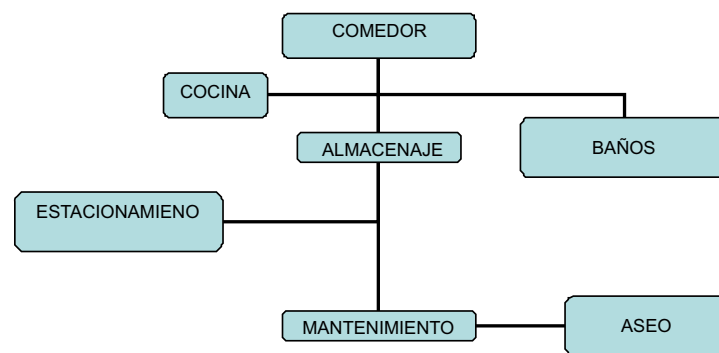 COMEDOR
COCINA
ALMACENAJE
BAÑOS
ESTACIONAMIENO
MANTENIMIENTO
ASEO